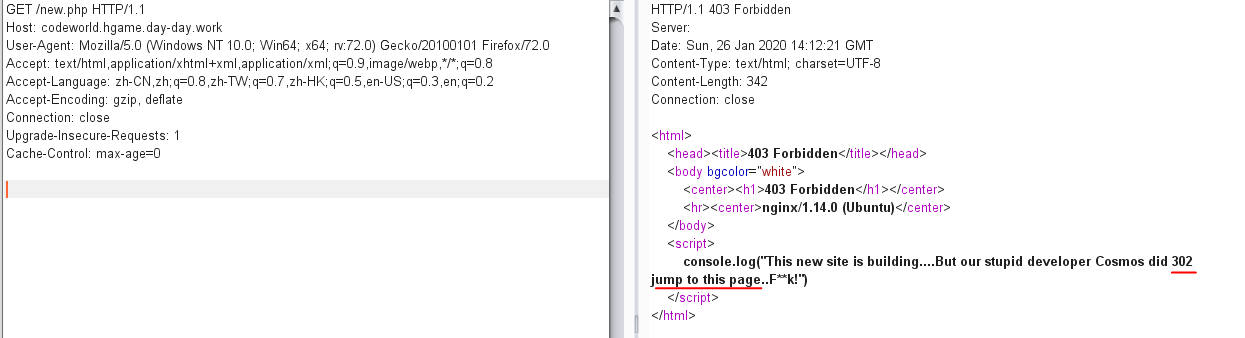 GET /new.php HTTP/1.1
Host: codeworld.hgame.day-day.work
User-Agent: Mozilla/5.0 (Windows NT 10.0; Win64; x64; rv:72.0) Gecko/20100101 Firefox/72.0
Accept: text/html,application/xhtml+xml,application/xml;q=0.9,image/webp,*/*;q=0.8
Accept-Language: zh-CN,zh;q=0.8,zh-TW;q=0.7,zh-HK;q=0.5,en-US;q=0.3,en;q=0.2
Accept-Encoding: gzip, deflate
Connection: close
Upgrade-Insecure-Requests: 1
Cache-Control: max-age=0
HTTP/1.1 403 Forbidden
Server:
Date: Sun, 26 Jan 2020 14:12:21 GMT
Content-Type: text/html; charset=UTF-8
Content-Length: 342
Connection: close
<html>
<head><title>403 Forbidden</title></head>
<body bgcolor="white">
<center><h1>403 Forbidden</h1></center>
<hr><center>nginx/1.14.0 (Ubuntu)</center>
</body>
<script>
console.log("This new site is building....But our stupid developer Cosmos did 302
jump to this page..F**k!")
</script>
</html>